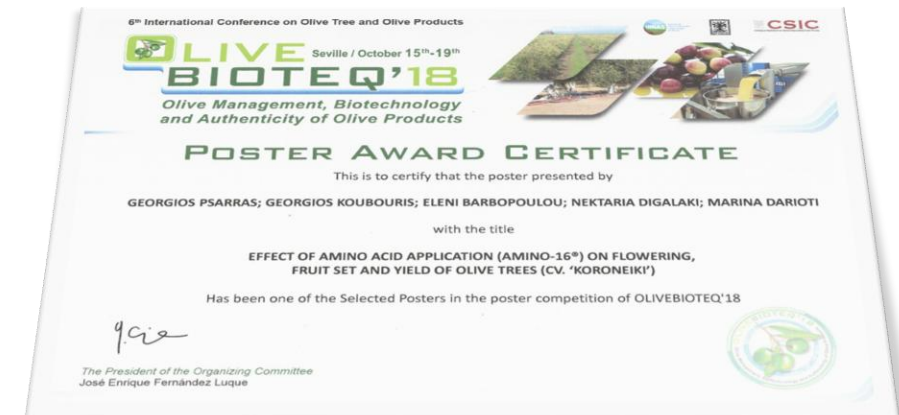 6th International Conference on Olive Tree and Olive Products
CSIC
OLIVE
Seville / October 15th-19th
BIOTEQ'18
Olive Management, Biotechnology
and Authenticity of Olive Products
POSTER AWARD CERTIFICATE
This is to certify that the poster presented by
GEORGIOS PSARRAS; GEORGIOS KOUBOURIS; ELENI BARBOPOULOU; NEKTARIA DIGALAKI; MARINA DARIOTI
with the title
EFFECT OF AMINO ACID APPLICATION (AMINO-16®) ON FLOWERING,
FRUIT SET AND YIELD OF OLIVE TREES (CV. 'KORONEIKI')
Has been one of the Selected Posters in the poster competition of OLIVEBIOTEQ'18
OLIVE BIOTEQ'18
The President of the Organizing Committee
José Enrique Fernández Luque